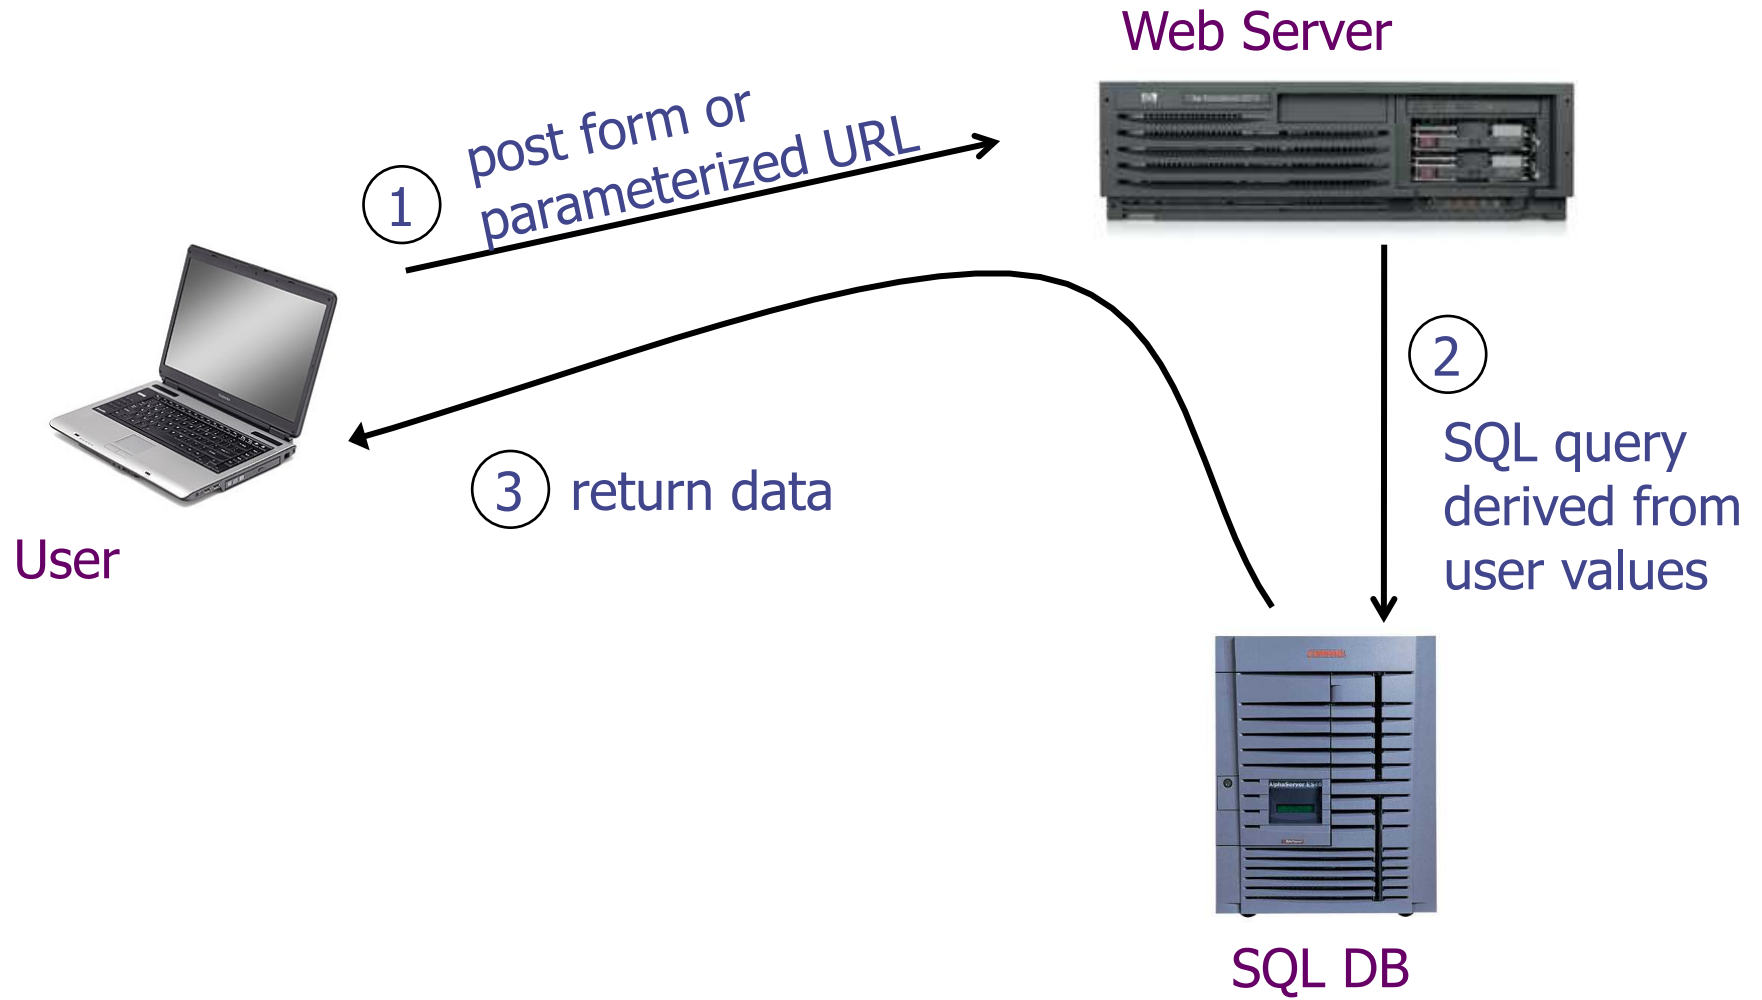 Web Server
1
post form or
parameterized URL
2
SQL query
derived from
user values
3
return data
User
SQL DB